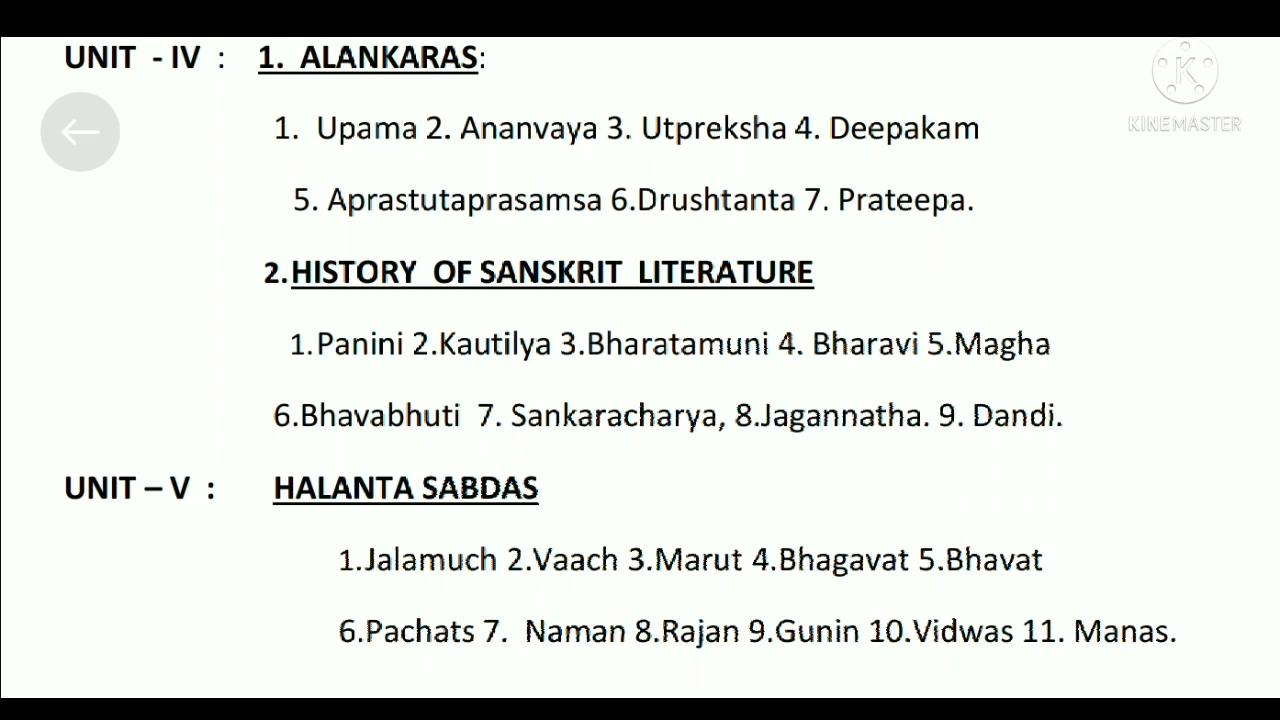 UNIT - IV : 1. ALANKARAS:
K
KINEMASTER
1. Upama 2. Ananvaya 3. Utpreksha 4. Deepakam
5. Aprastutaprasamsa 6.Drushtanta 7. Prateepa.
2.HISTORY OF SANSKRIT LITERATURE
1.Panini 2.Kautilya 3.Bharatamuni 4. Bharavi 5.Magha
6.Bhavabhuti 7. Sankaracharya, 8.Jagannatha. 9. Dandi.
UNIT – V : HALANTA SABDAS
1.Jalamuch 2.Vaach 3.Marut 4.Bhagavat 5.Bhavat
6.Pachats 7. Naman 8.Rajan 9.Gunin 10.Vidwas 11. Manas.